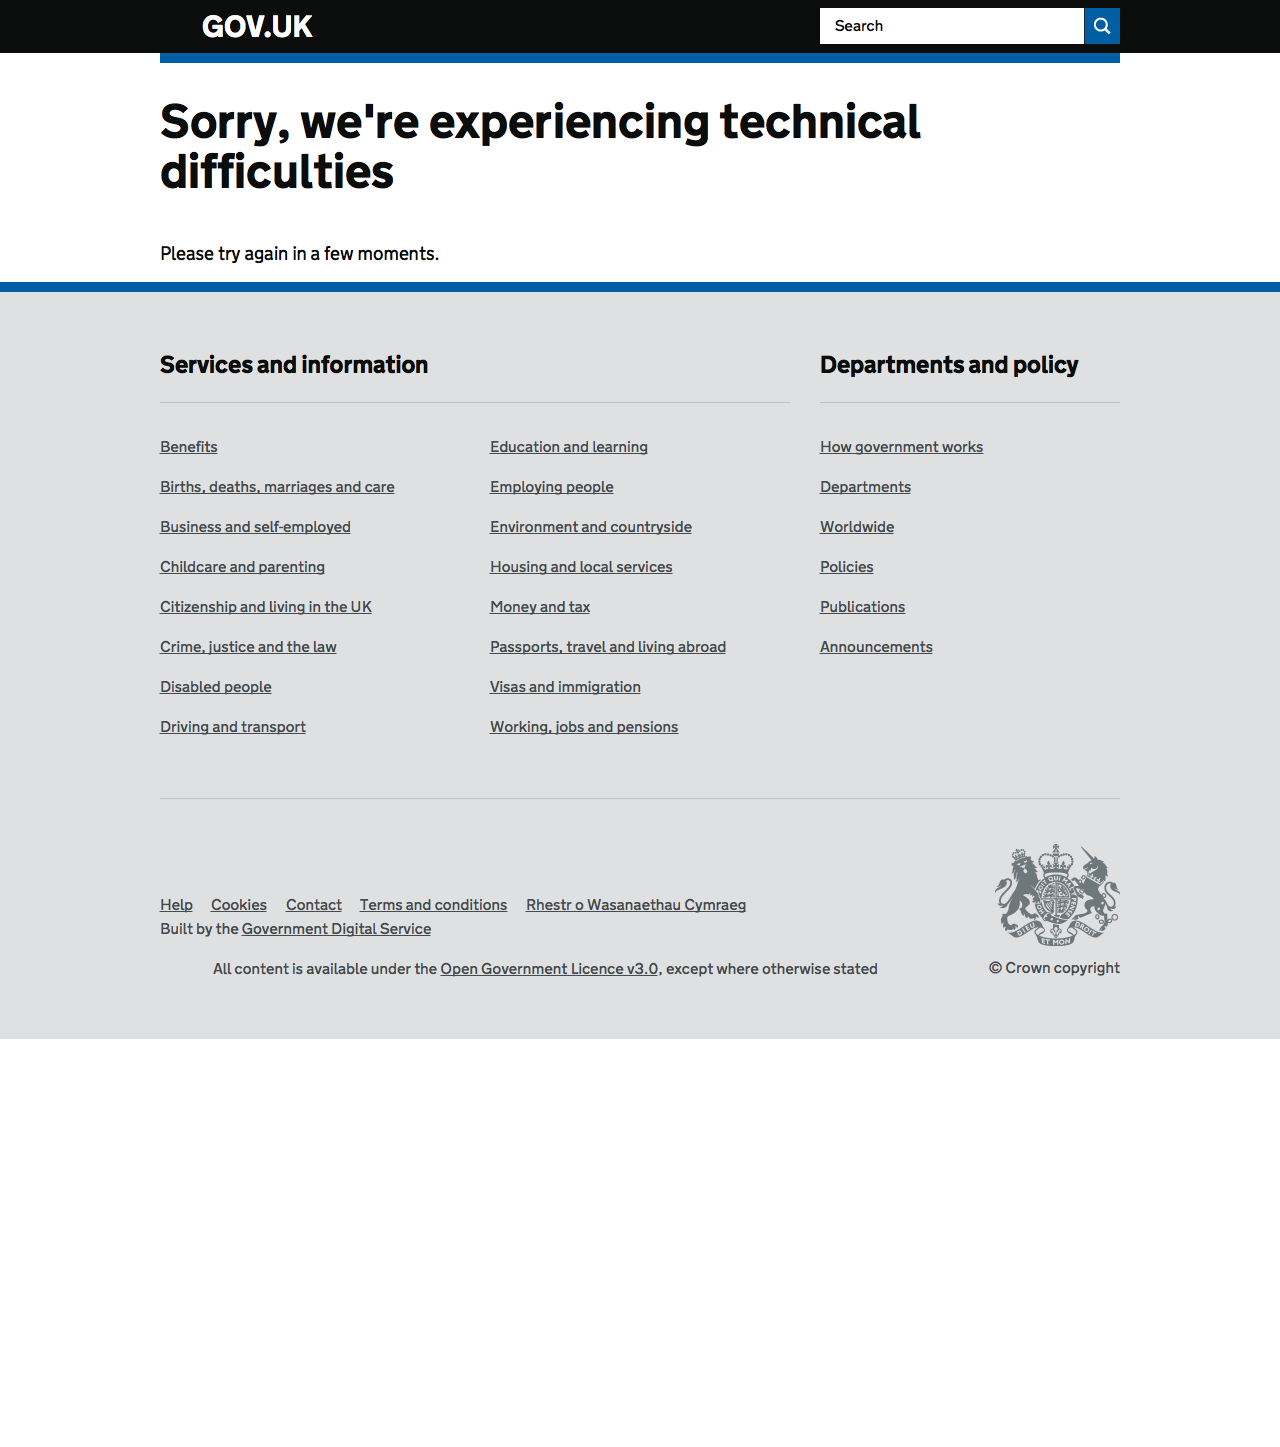 GOV.UK
Search
Sorry, we're experiencing technical
difficulties
Please try again in a few moments.
Services and information
Benefits
Births, deaths, marriages and care
Business and self-employed
Childcare and parenting
Citizenship and living in the UK
Crime, justice and the law
Disabled people
Driving and transport
Education and learning
Employing people
Environment and countryside
Housing and local services
Money and tax
Passports, travel and living abroad
Visas and immigration
Working, jobs and pensions
Departments and policy
How government works
Departments
Worldwide
Policies
Publications
Announcements
Help Cookies Contact Terms and conditions Rhestr o Wasanaethau Cymraeg
Built by the Government Digital Service
All content is available under the Open Government Licence v3.0, except where otherwise stated
DIEU ET MON DROIT
© Crown copyright